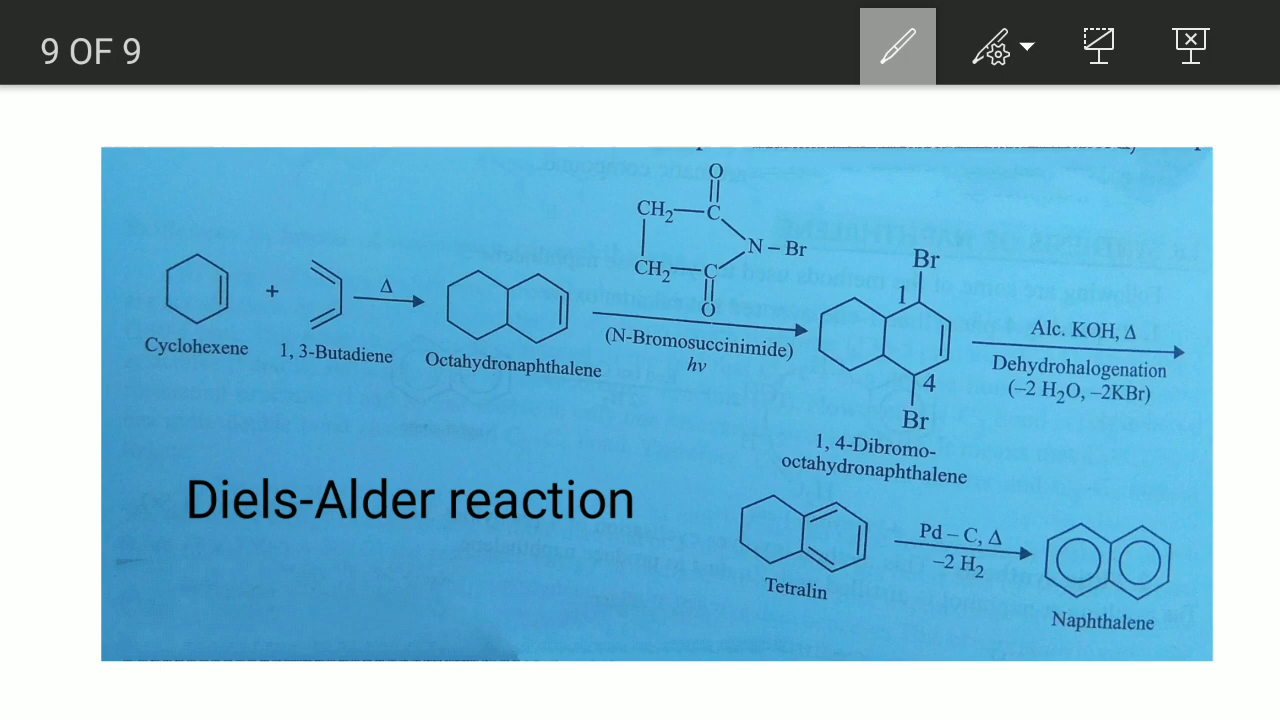 9 OF 9
O
CH2—C
N – Br
CH2—C
O
Br
1
4
Br
+
Δ
Cyclohexene
1, 3-Butadiene
Octahydronaphthalene
(N-Bromosuccinimide)
hν
1, 4-Dibromo-
octahydronaphthalene
Alc. KOH, Δ
Dehydrohalogenation
(–2 H2O, –2KBr)
Diels-Alder reaction
Tetralin
Pd – C, Δ
–2 H2
Naphthalene